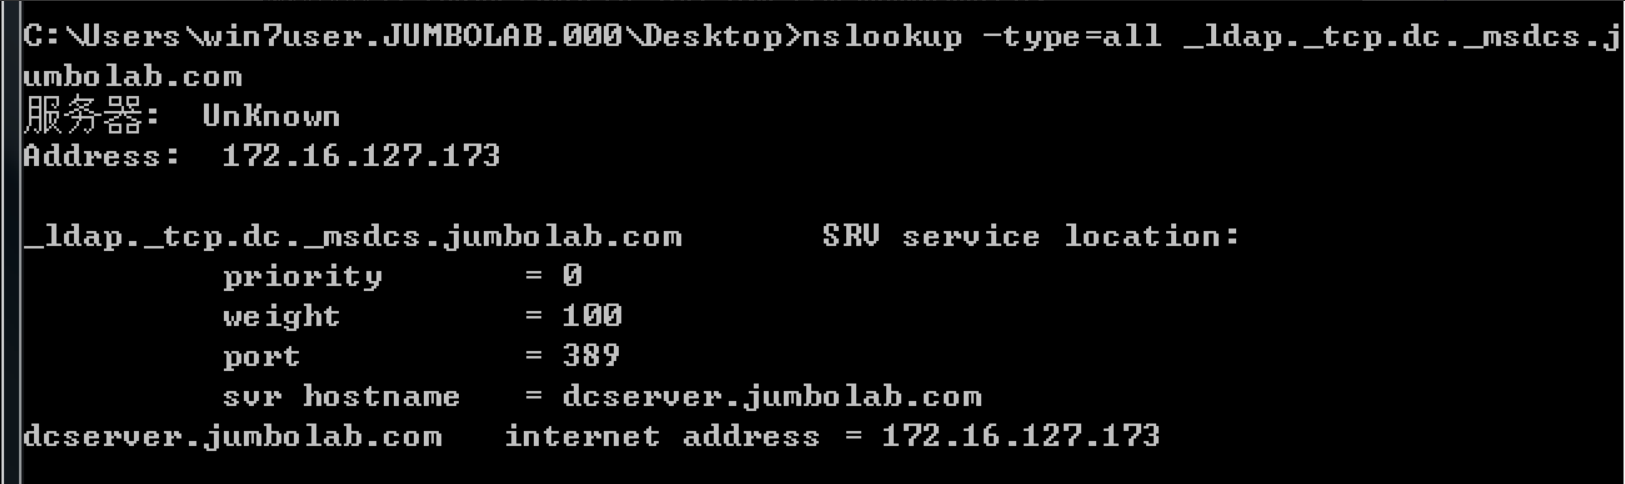 C:\Users\win7user.JUMBOLAB.000\Desktop>nslookup -type=all _ldap._tcp.dc._msdcs.j
umbolab.com
服务器:  UnKnown
Address:  172.16.127.173
_ldap._tcp.dc._msdcs.jumbolab.com       SRV service location:
          priority       = 0
          weight         = 100
          port           = 389
          svr hostname   = dcserver.jumbolab.com
dcserver.jumbolab.com   internet address = 172.16.127.173